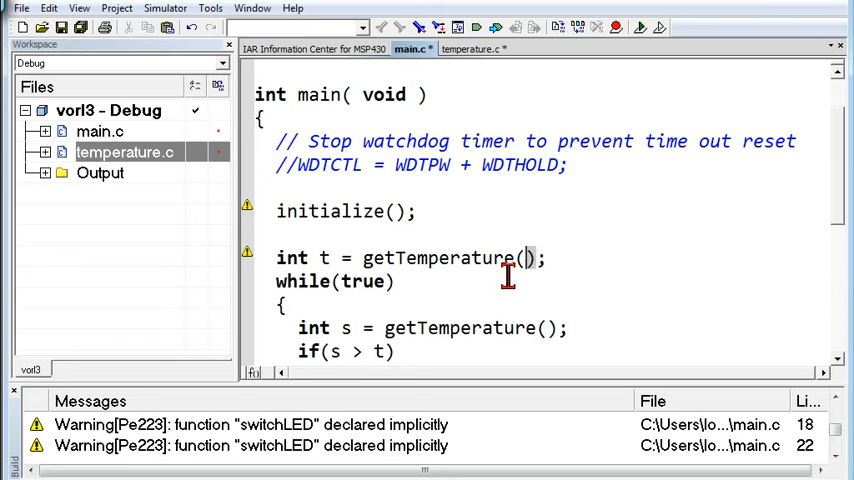 File Edit View Project Simulator Tools Window Help
Workspace
Debug
Files
vorl3 - Debug
main.c
temperature.c
Output
vorl3
IAR Information Center for MSP430 main.c * temperature.c *
int main( void )
{
// Stop watchdog timer to prevent time out reset
//WDTCTL = WDTPW + WDTHOLD;
initialize();
int t = getTemperature();
while(true)
{
int s = getTemperature();
if(s > t)
f()
Messages File Li...
Warning[Pe223]: function "switchLED" declared implicitly C:\Users\lo...\main.c 18
Warning[Pe223]: function "switchLED" declared implicitly C:\Users\lo...\main.c 22
Build